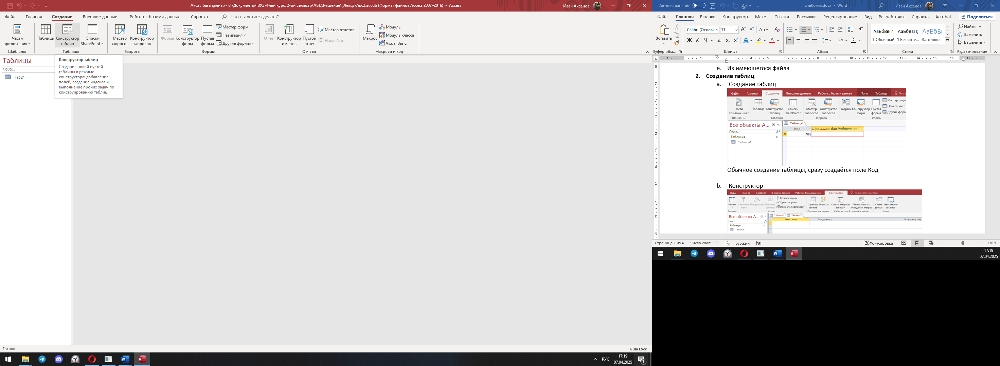 Акс2 : база данных- B:\Документы\!ВУЗ\4-ый курс, 2-ой семестр\АБД\Решение\_Лекц3\Акс2.accdb (Формат файлов Access 2007–2016)  -  Access
Иван Аксенов
Файл Главная Создание Внешние данные Работа с базами данных Справка Что вы хотите сделать?
Части приложения
Таблица
Конструктор таблиц
Списки SharePoint
Мастер запросов
Конструктор запросов
Форма
Конструктор форм
Пустая форма
Мастер форм
Навигация
Другие формы
Отчет
Конструктор отчетов
Пустой отчет
Мастер отчетов
Наклейки
Макрос
Модуль
Модуль класса
Visual Basic
Шаблоны Таблицы Запросы Формы Отчеты Макросы и код
Таблицы
Поиск...
Таб21
Конструктор таблиц
Создание новой пустой
таблицы в режиме
конструктора: добавление
полей, создание индекса и
выполнение прочих задач по
конструированию таблиц.
Готово
Num Lock
РУС
17:19
07.04.2025
1
Автосохранение
ЕлеКомм.docx  -  Word
Иван Аксенов
Файл Главная Вставка Конструктор Макет Ссылки Рассылки Рецензирование Вид Разработчик Справка Acrobat Поделиться
Вставить
Calibri (Основн 11
Ж К Ч
АаБбВвГг, АаБбВвГг, АаБбВв
¶ Обычный ¶ Без инте... Заголово...
Найти
Заменить
Выделить
Буфер обм... Шрифт Абзац Стили Редактирование
e. Из имеющегося файла
2. Создание таблиц
a. Создание таблиц
Файл Главная Создание Внешние данные Работа с базами данных Поля Таблица
Части приложения
Таблица
Конструктор таблиц
Списки SharePoint
Мастер запросов
Конструктор запросов
Форма
Конструктор форм
Пустая форма
Мастер форм
Навигация
Другие форм
Шаблоны Таблицы Запросы Формы
Все объекты A...
Поиск...
Таблицы
Таблица1
Таблица1
Код Щелкните для добавления
(№)
Обычное создание таблицы, сразу создаётся поле Код
b. Конструктор
Файл Главная Создание Внешние данные Работа с базами данных Конструктор Что вы хотите сделать?
Режим
Ключевое поле
Построитель
Проверка условий
Вставить строки
Удалить строки
Изменить подстановку
Страница свойств
Индексы
Создать макросы данных
Переименовать или удалить макрос
Схема данных
Зависимости объектов
Режимы Сервис Показать или скрыть События полей, записей и таблиц Связи
Все объекты A...
Поиск...
Таблицы
Таблица1
Таблица1 Таблица2
Имя поля Тип данных Описание (нео
Страница 1 из 4 Число слов: 223 русский
Фокусировка
130 %
17:19
07.04.2025